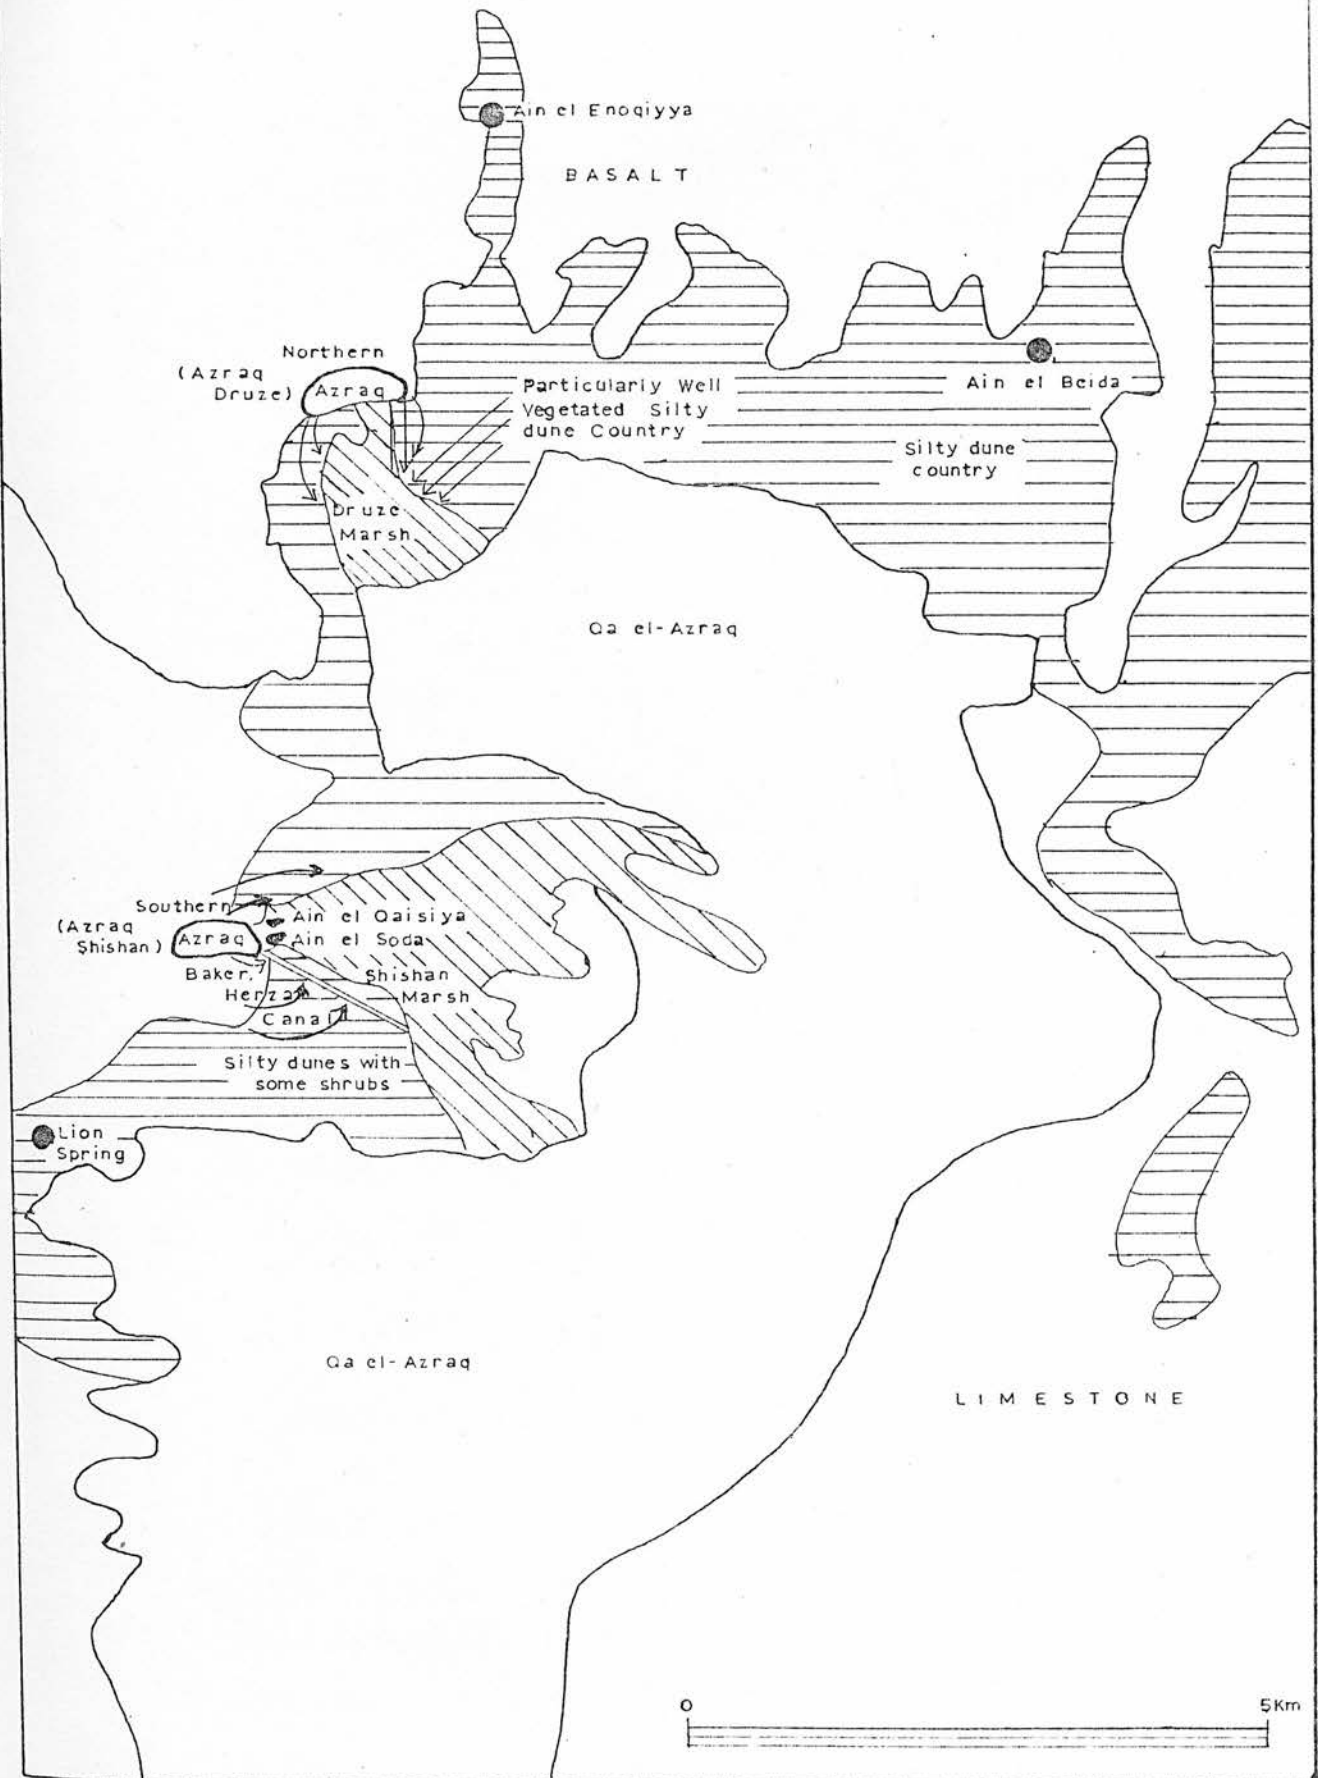 Ain el Enoqiyya
BASALT
Northern
(Azraq
Druze)
Azraq
Particularly Well
Vegetated Silty
dune Country
Ain el Beida
Silty dune
country
Druze
Marsh
Qa el-Azraq
Southern
(Azraq
Shishan)
Azraq
Ain el Qaisiya
Ain el Soda
Baker
Herza
Canal
Shishan
Marsh
Silty dunes with
some shrubs
Lion
Spring
Qa el-Azraq
LIMESTONE
0
5Km